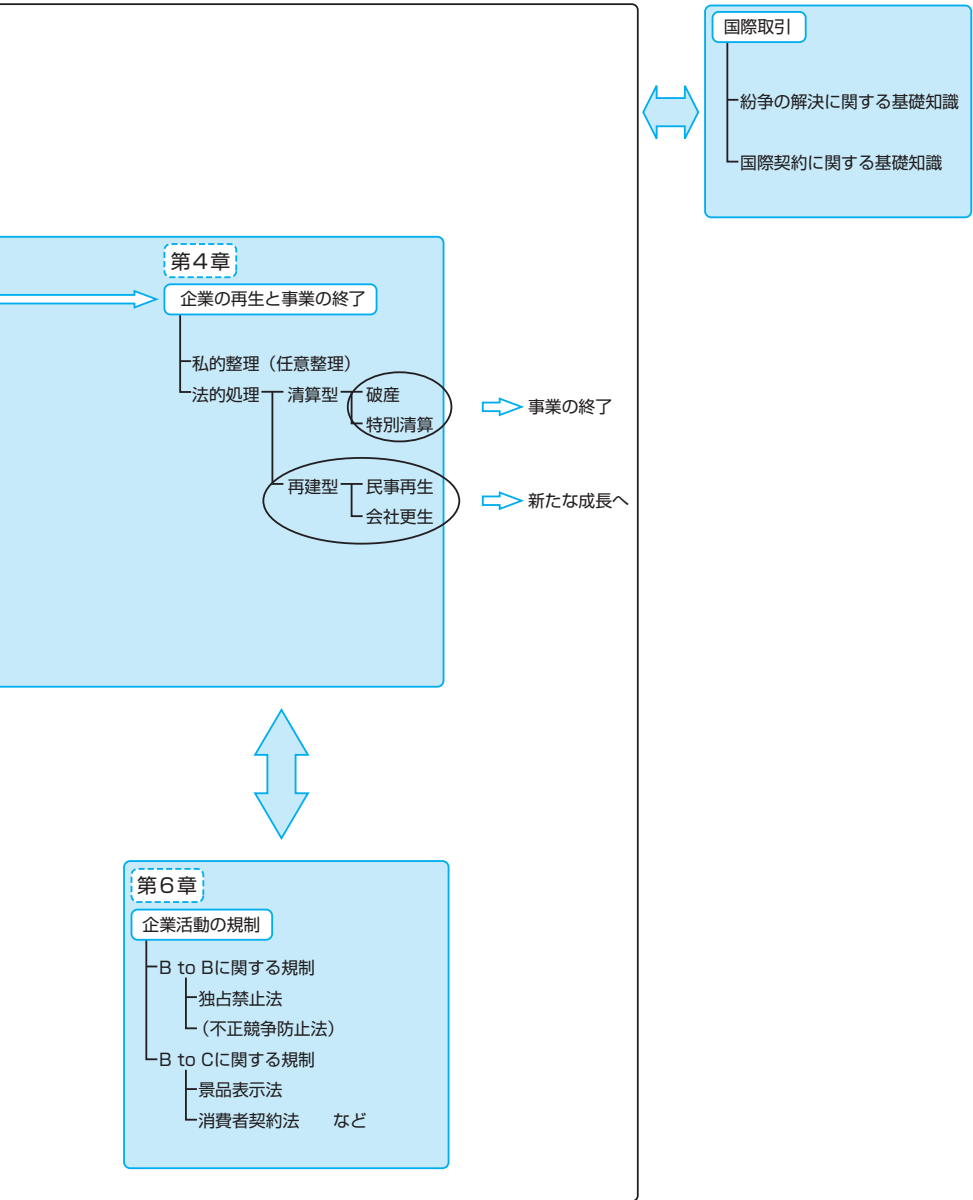 国際取引
紛争の解決に関する基礎知識
国際契約に関する基礎知識
第4章
企業の再生と事業の終了
私的整理（任意整理）
法的処理 清算型 破産
特別清算
事業の終了
再建型 民事再生
会社更生
新たな成長へ
第6章
企業活動の規制
B to Bに関する規制
独占禁止法
（不正競争防止法）
B to Cに関する規制
景品表示法
消費者契約法 など